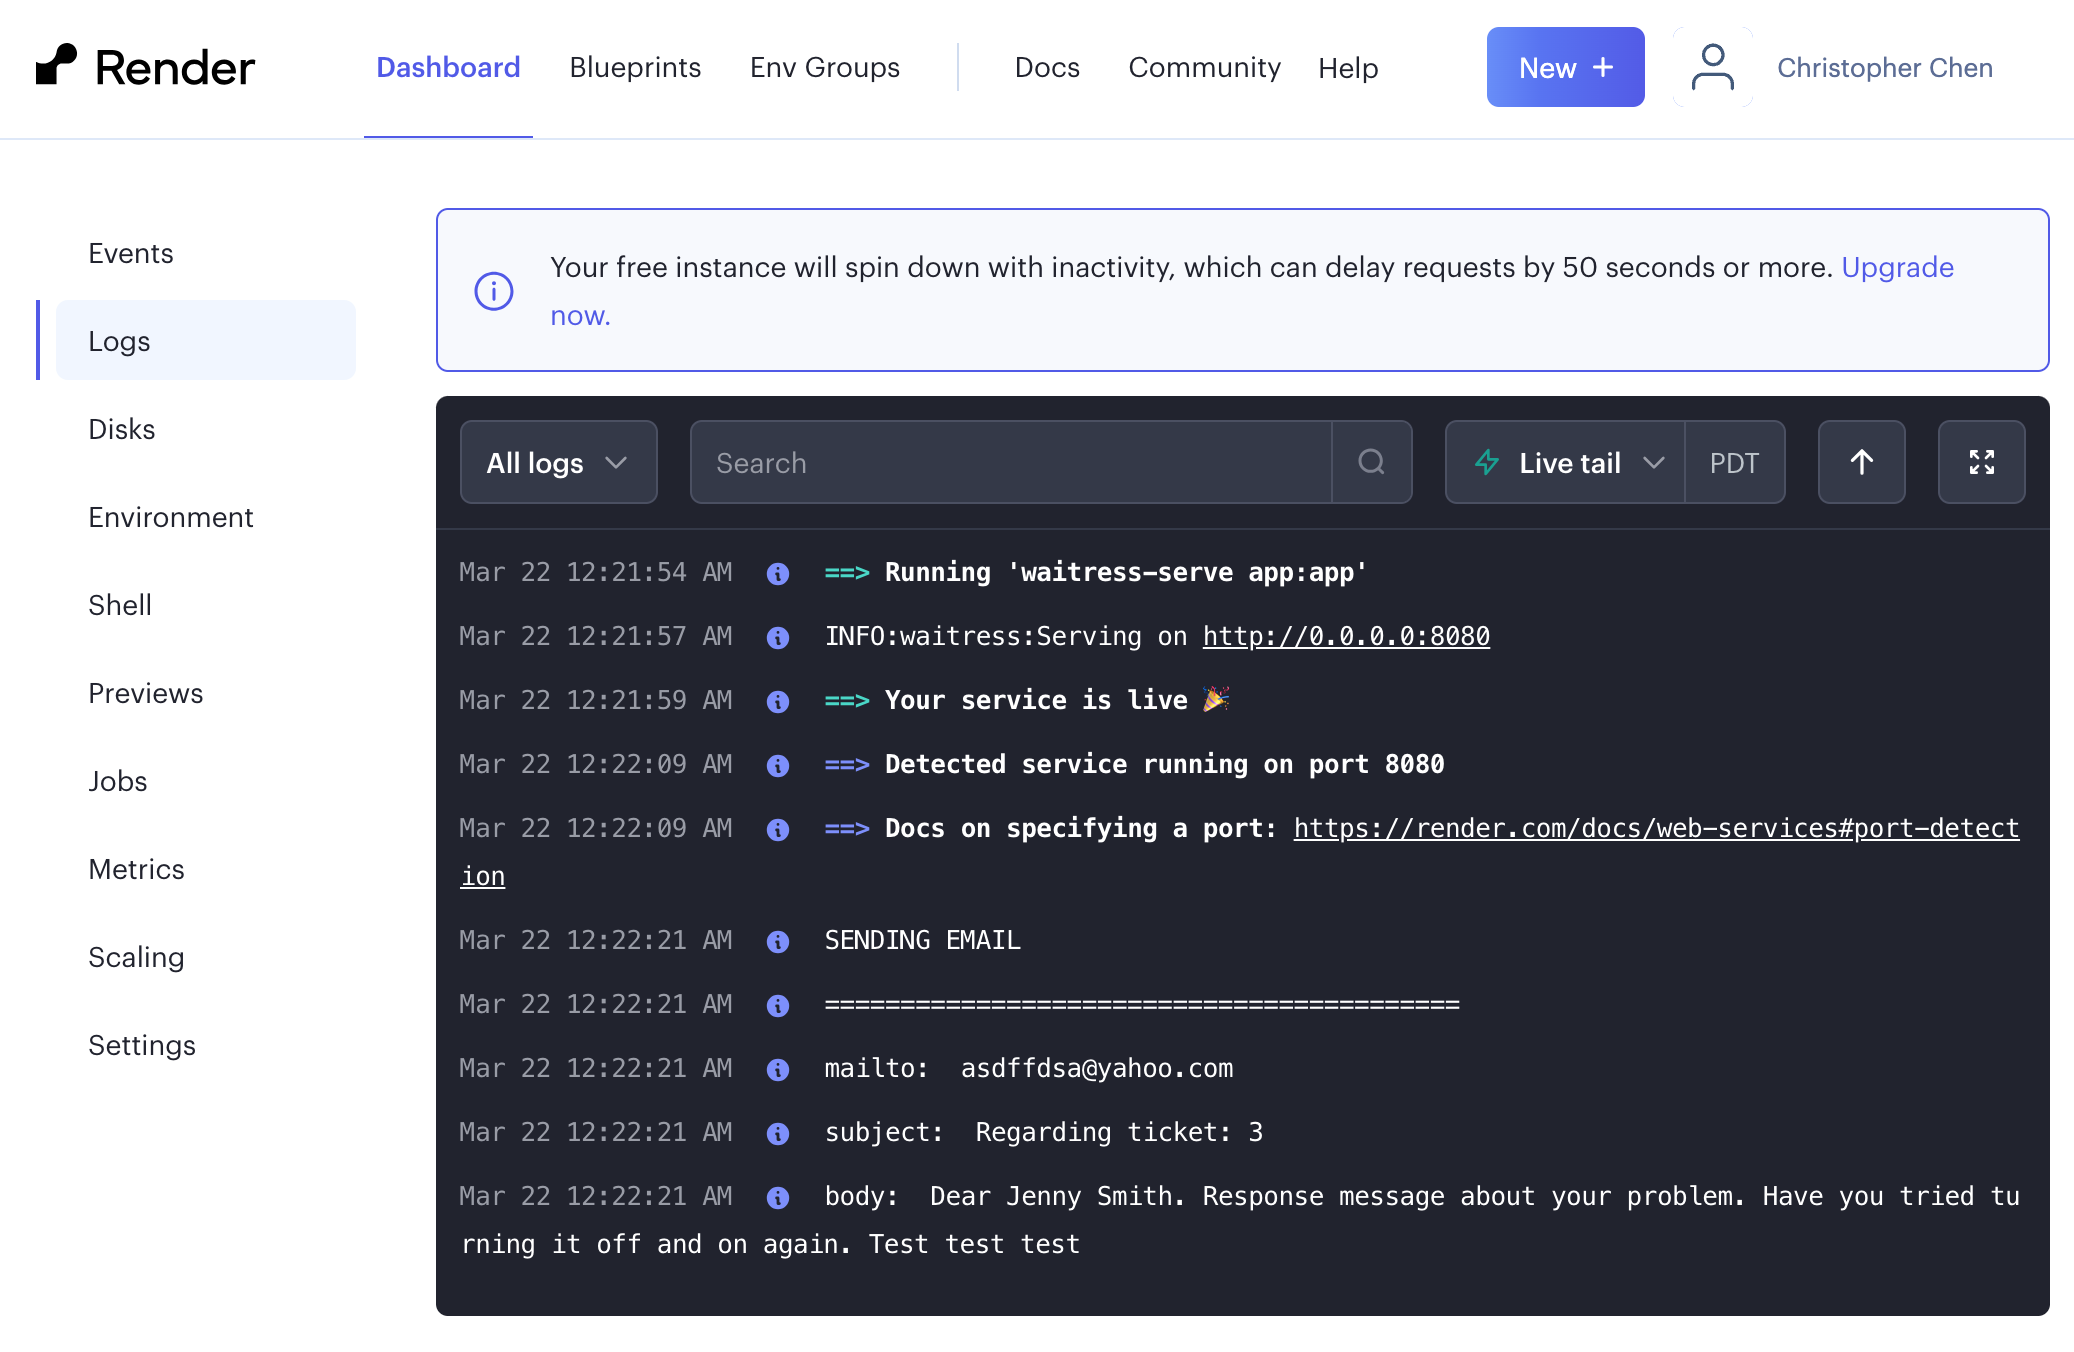 Render
Dashboard
Blueprints
Env Groups
Docs
Community
Help
New +
Christopher Chen
Events
Logs
Disks
Environment
Shell
Previews
Jobs
Metrics
Scaling
Settings
Your free instance will spin down with inactivity, which can delay requests by 50 seconds or more. Upgrade
now.
All logs
Search
Live tail
PDT
Mar 22 12:21:54 AM ==> Running 'waitress-serve app:app'
Mar 22 12:21:57 AM INFO:waitress:Serving on http://0.0.0.0:8080
Mar 22 12:21:59 AM ==> Your service is live 🎉
Mar 22 12:22:09 AM ==> Detected service running on port 8080
Mar 22 12:22:09 AM ==> Docs on specifying a port: https://render.com/docs/web-services#port-detect
ion
Mar 22 12:22:21 AM SENDING EMAIL
Mar 22 12:22:21 AM ==========================================
Mar 22 12:22:21 AM mailto:  asdffdsa@yahoo.com
Mar 22 12:22:21 AM subject:  Regarding ticket: 3
Mar 22 12:22:21 AM body:  Dear Jenny Smith. Response message about your problem. Have you tried tu
rning it off and on again. Test test test